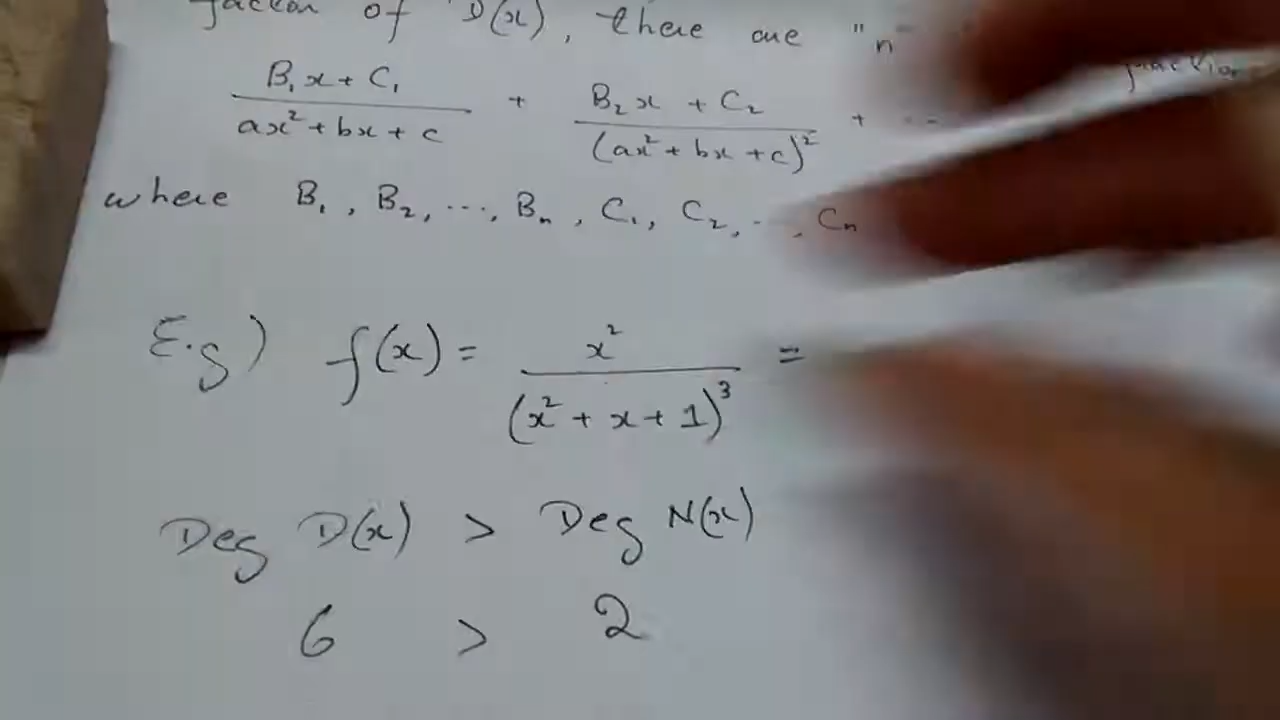 factor of D(x), there are "n"
B₁x + C₁ / ax² + bx + c + B₂x + C₂ / (ax² + bx + c)² + ...
where B₁, B₂, ..., Bₙ, C₁, C₂, .., Cₙ
E.g) f(x) = x² / (x² + x + 1)³ =
Deg D(x) > Deg N(x)
6 > 2